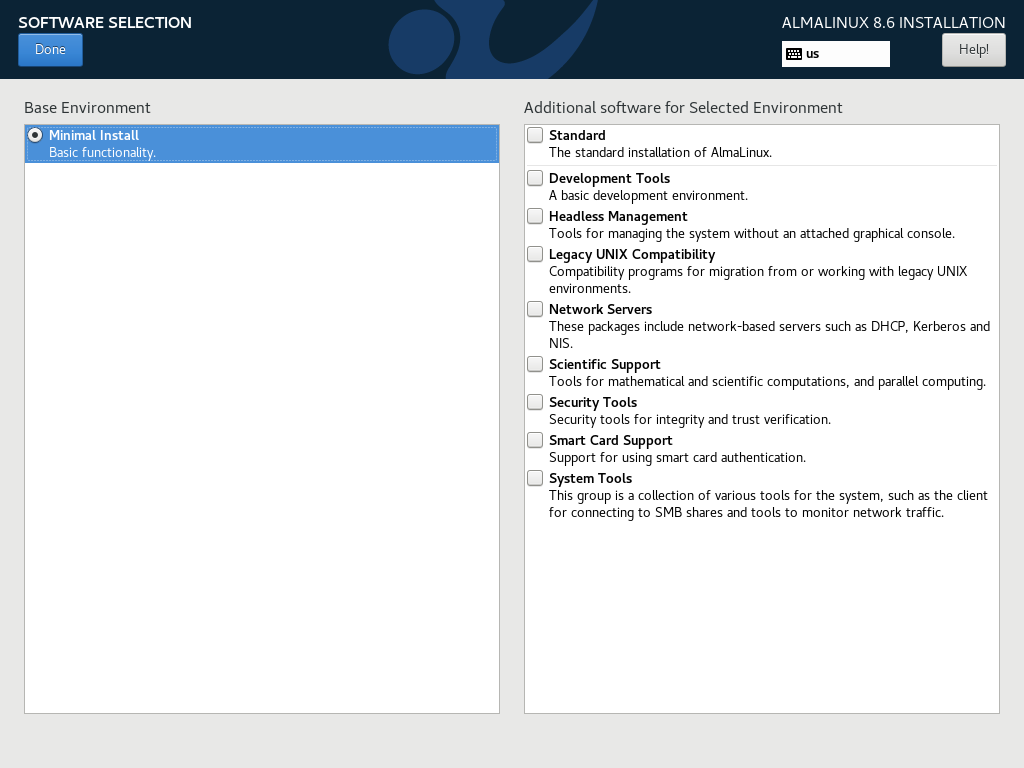 SOFTWARE SELECTION
Done
ALMALINUX 8.6 INSTALLATION
us
Help!
Base Environment
Minimal Install
Basic functionality.
Additional software for Selected Environment
Standard
The standard installation of AlmaLinux.
Development Tools
A basic development environment.
Headless Management
Tools for managing the system without an attached graphical console.
Legacy UNIX Compatibility
Compatibility programs for migration from or working with legacy UNIX
environments.
Network Servers
These packages include network-based servers such as DHCP, Kerberos and
NIS.
Scientific Support
Tools for mathematical and scientific computations, and parallel computing.
Security Tools
Security tools for integrity and trust verification.
Smart Card Support
Support for using smart card authentication.
System Tools
This group is a collection of various tools for the system, such as the client
for connecting to SMB shares and tools to monitor network traffic.